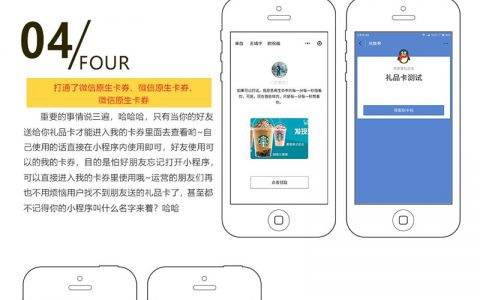 04/FOUR
打通了微信原生卡券、微信原生卡券、
微信原生卡券
重要的事情说三遍，哈哈哈，只有当你的好友
送给你礼品卡才能进入我的卡券里面去查看哟~自
己使用的话直接在小程序内使用即可，好友使用可
以的我的卡券，目的是怕好友忘记打开小程序，
可以直接进入我的卡券里使用哦~运营的朋友们再
也不用烦恼用户找不到朋友送的礼品卡了，甚至都
不记得你的小程序叫什么名字来着？哈哈
点击领取
兑换券
礼品卡测试